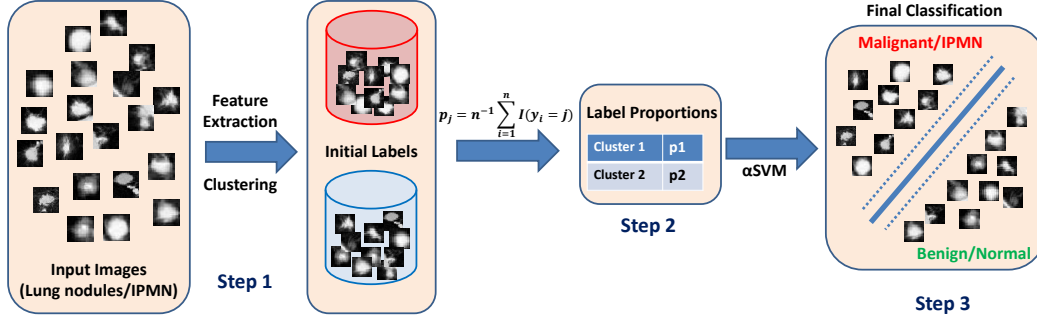 Input Images
(Lung nodules/IPMN)
Feature
Extraction
Clustering
Step 1
Initial Labels
p_j = n^{-1} \sum_{i=1}^{n} I(y_i = j)
Label Proportions
Cluster 1 p1
Cluster 2 p2
Step 2
αSVM
Final Classification
Malignant/IPMN
Benign/Normal
Step 3